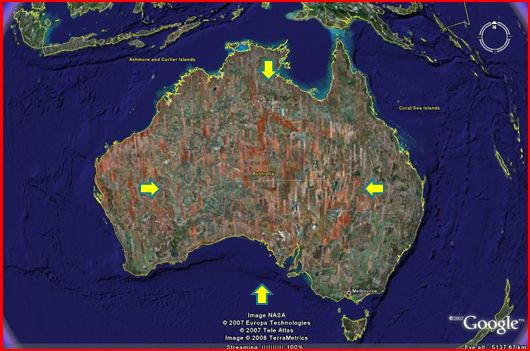 N
Ashmore and Cartier Islands
Coral Sea Islands
Australia
Melbourne
Image NASA
© 2007 Europa Technologies
© 2007 Tele Atlas
Image © 2008 TerraMetrics
©2007 Google™
Streaming |||||||||| 100%
Eye alt 5137.67 km